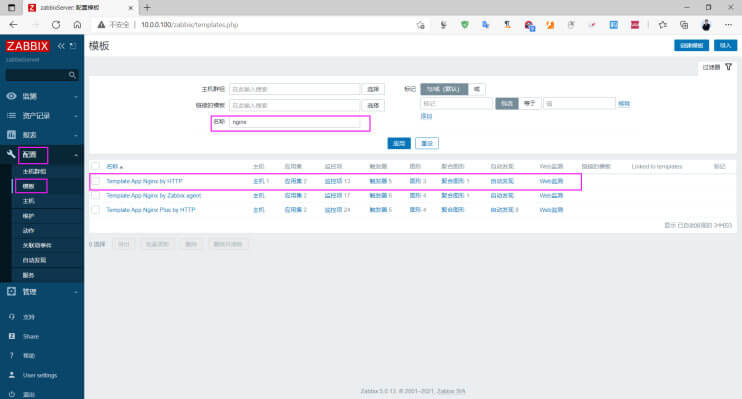 zabbixServer: 配置模板
不安全 | 10.0.0.100/zabbix/templates.php
ZABBIX
zabbixServer
监测
资产记录
报表
配置
主机群组
模板
主机
维护
动作
关联项事件
自动发现
服务
管理
支持
Share
帮助
User settings
退出
模板
创建模板 导入
过滤器
主机群组 在此输入搜索 选择
链接的模板 在此输入搜索 选择
名称 nginx
标记 与/或 (默认) 或
标记 包含 等于 值 移除
添加
应用 重设
名称 主机 应用集 监控项 触发器 图形 聚合图形 自动发现 Web监测 链接的模板 Linked to templates 标记
Template App Nginx by HTTP 主机 1 应用集 2 监控项 13 触发器 5 图形 3 聚合图形 1 自动发现 Web监测
Template App Nginx by Zabbix agent 主机 应用集 2 监控项 17 触发器 6 图形 4 聚合图形 1 自动发现 Web监测
Template App Nginx Plus by HTTP 主机 应用集 2 监控项 24 触发器 5 图形 4 聚合图形 自动发现 8 Web监测
显示 已自动发现的 3中的3
0 选择 导出 批量更新 删除 删除并清除
Zabbix 5.0.13. © 2001–2021, Zabbix SIA